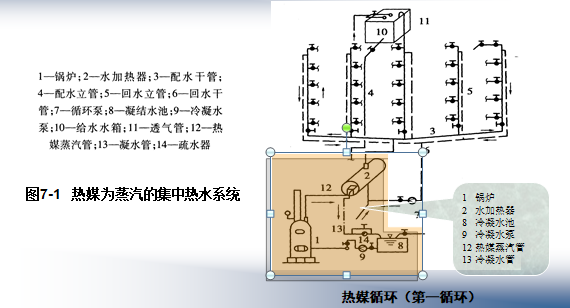 1—锅炉;2—水加热器;3—配水干管;
4—配水立管;5—回水立管;6—回水干
管;7—循环泵;8—凝结水池;9—冷凝水
泵;10—给水水箱;11—透气管;12—热
媒蒸汽管;13—凝水管;14—疏水器
图7-1 热媒为蒸汽的集中热水系统
11
10
4
5
3
6
2
12
7
13
14
1
8
9
1 锅炉
2 水加热器
8 冷凝水池
9 冷凝水泵
12 热媒蒸汽管
13 冷凝水管
热媒循环（第一循环）